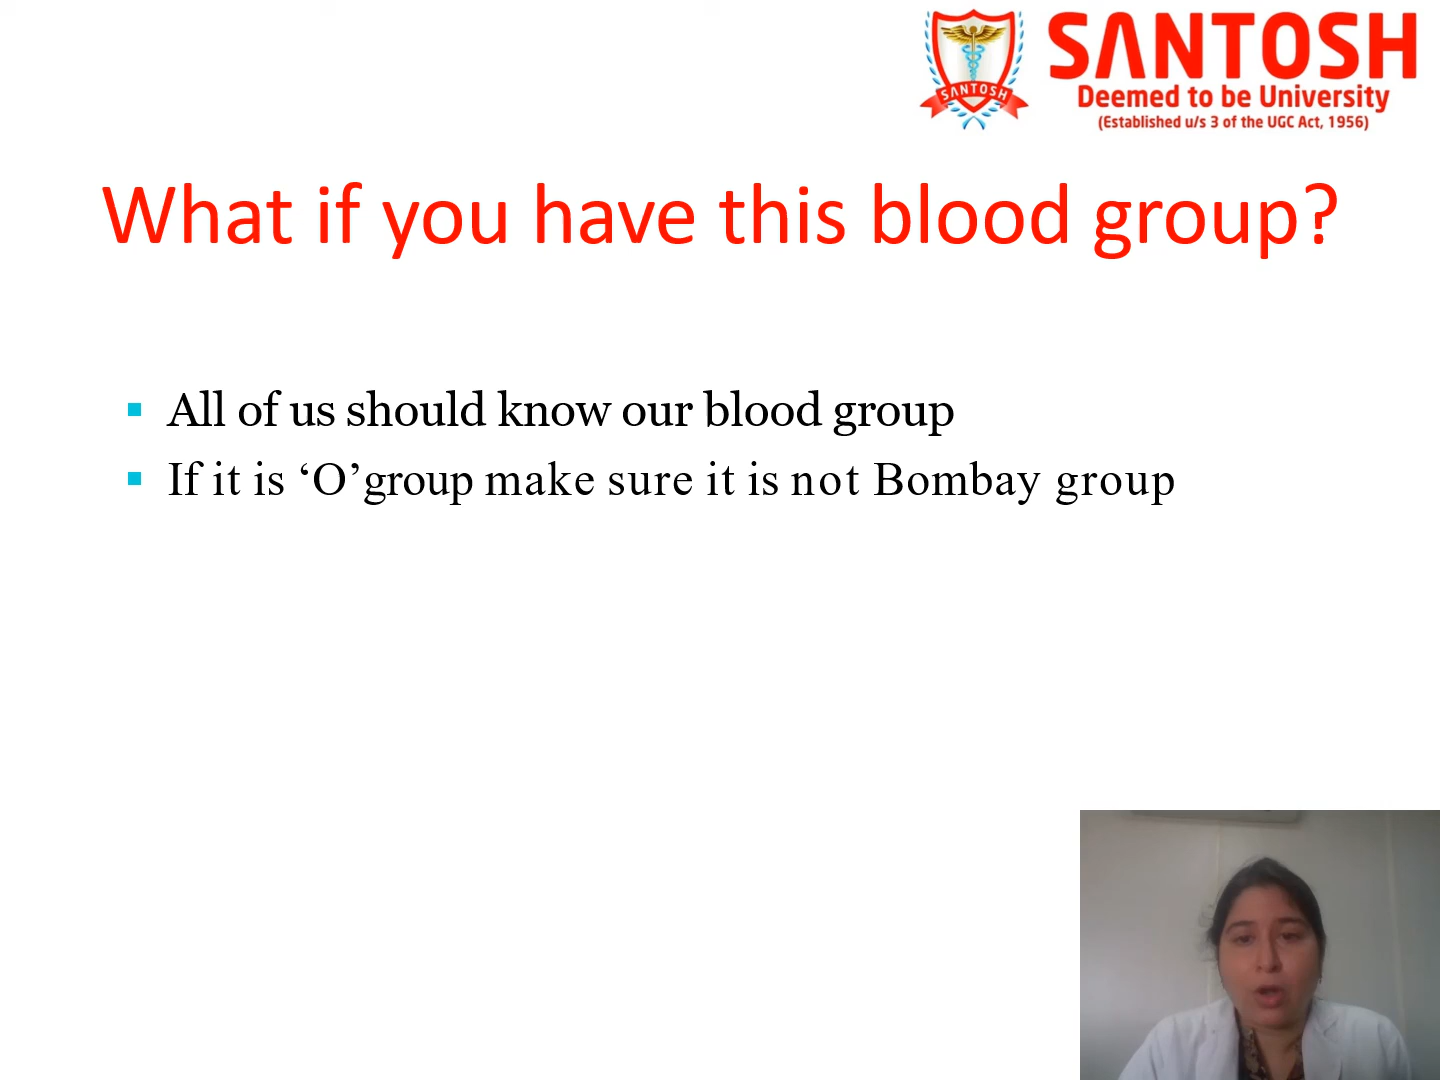 SANTOSH
SANTOSH
Deemed to be University
(Established u/s 3 of the UGC Act, 1956)
What if you have this blood group?
All of us should know our blood group
If it is ‘O’group make sure it is not Bombay group